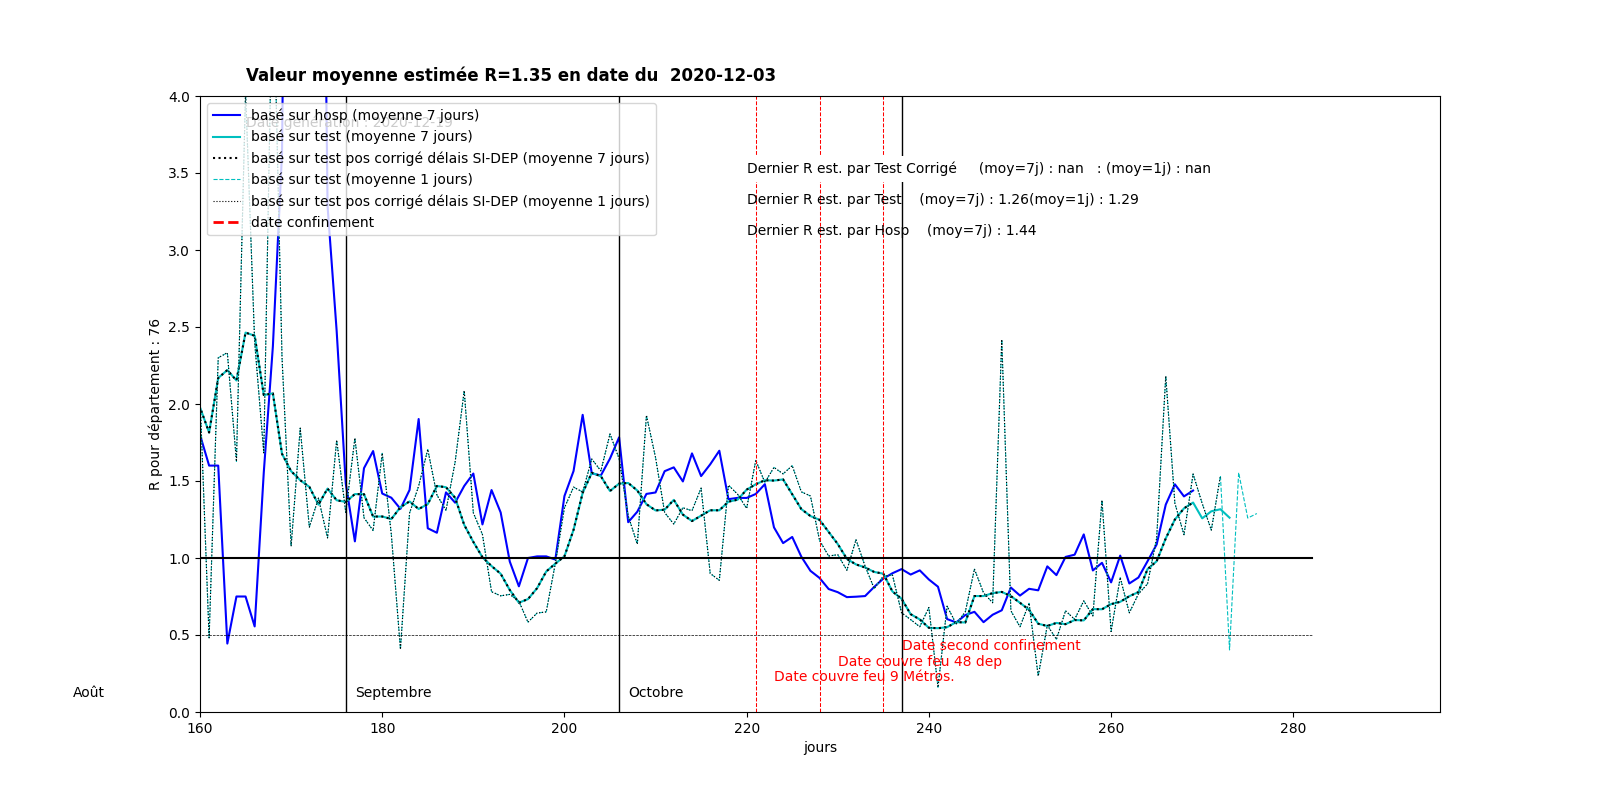 Valeur moyenne estimée R=1.35 en date du 2020-12-03
Date génération : 2020-12-19
basé sur hosp (moyenne 7 jours)
basé sur test (moyenne 7 jours)
basé sur test pos corrigé délais SI-DEP (moyenne 7 jours)
basé sur test (moyenne 1 jours)
basé sur test pos corrigé délais SI-DEP (moyenne 1 jours)
date confinement
Dernier R est. par Test Corrigé (moy=7j) : nan : (moy=1j) : nan
Dernier R est. par Test (moy=7j) : 1.26(moy=1j) : 1.29
Dernier R est. par Hosp (moy=7j) : 1.44
4.0
3.5
3.0
2.5
2.0
1.5
1.0
0.5
0.0
R pour département : 76
Date second confinement
Date couvre feu 48 dep
Date couvre feu 9 Métros.
Août
Septembre
Octobre
160
180
200
220
240
260
280
jours